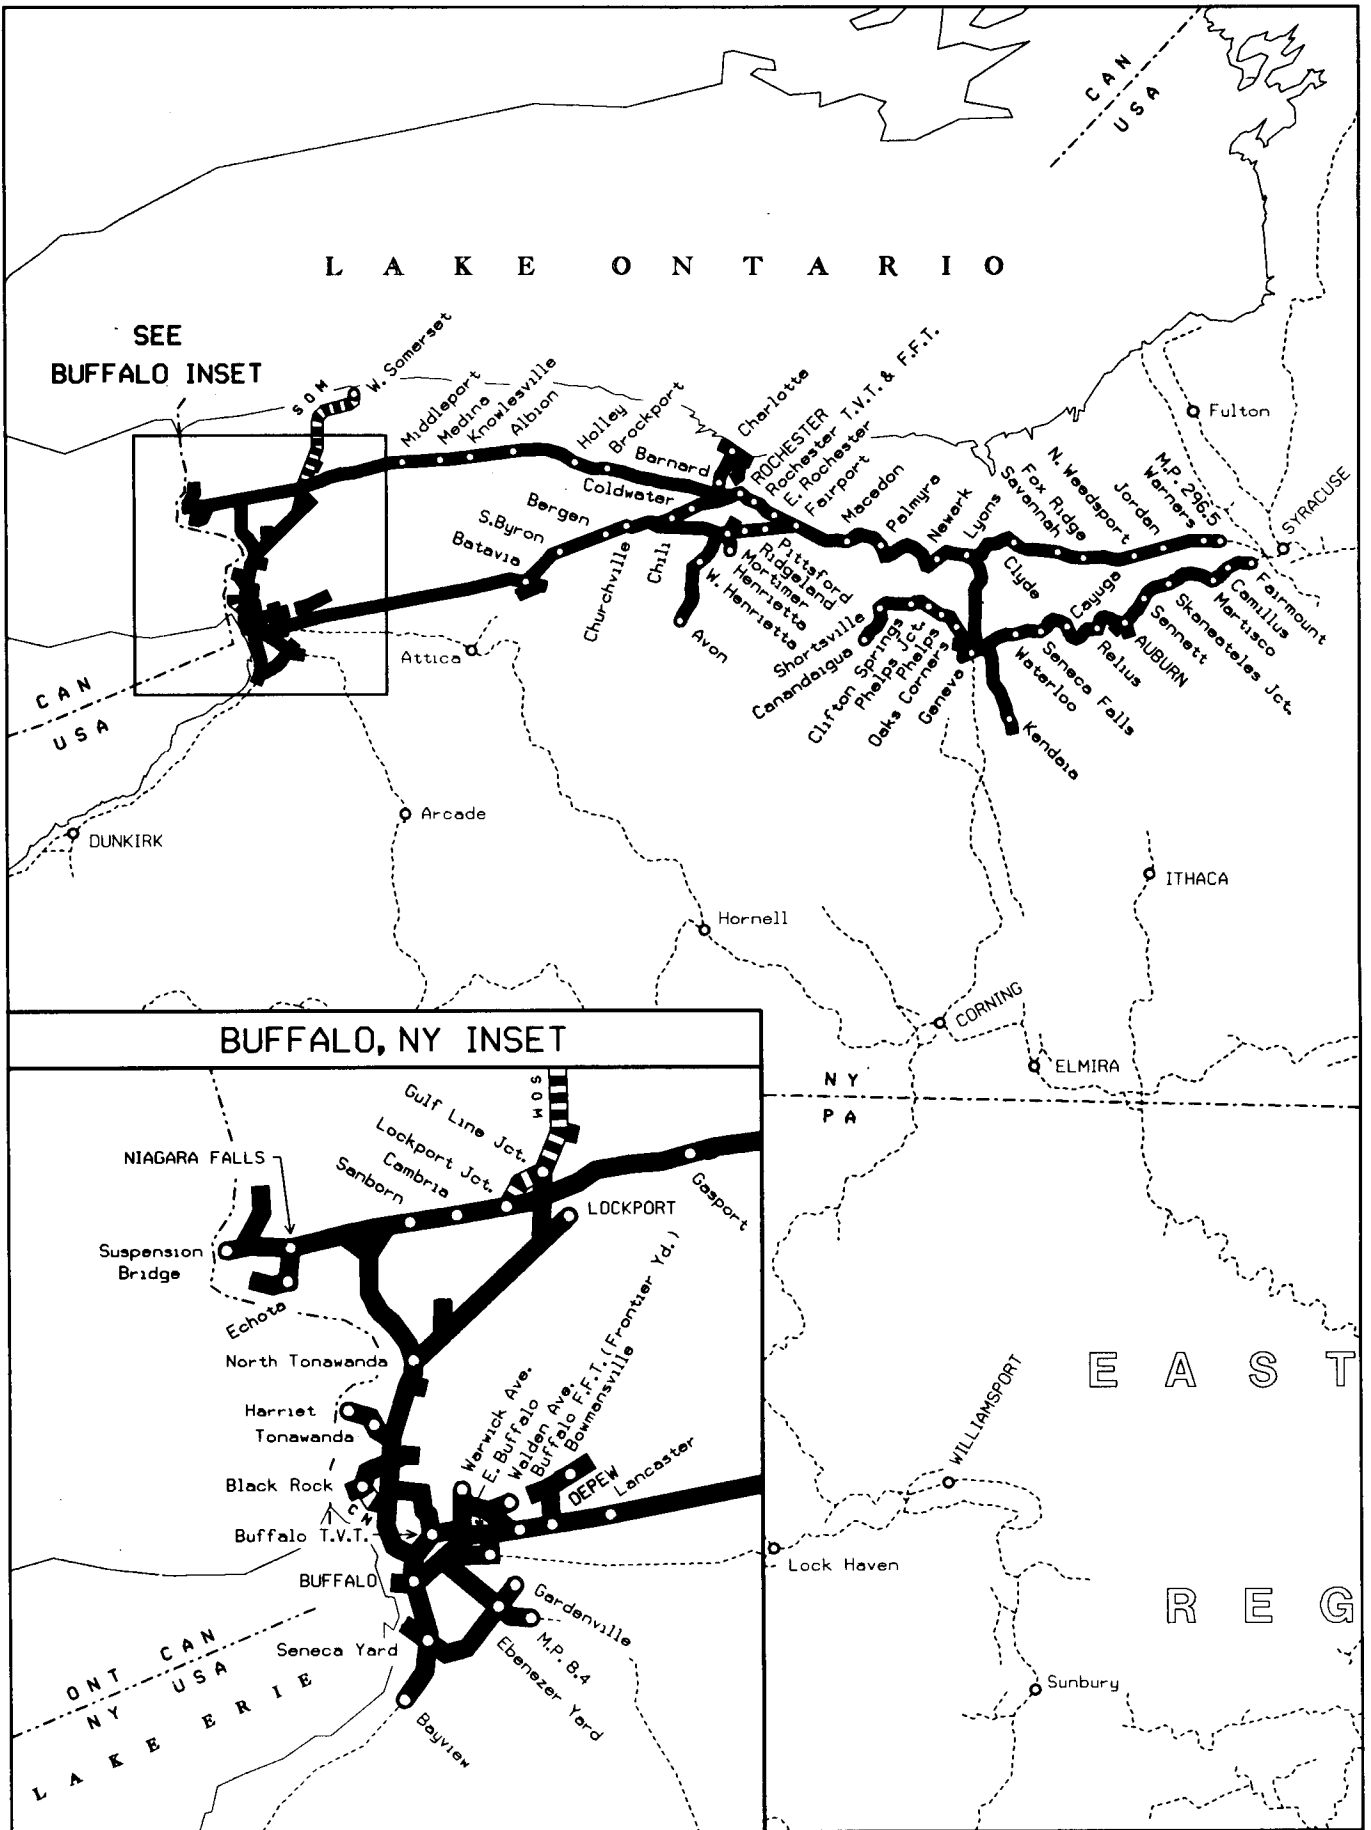 CAN
USA
LAKE ONTARIO
SEE
BUFFALO INSET
SOM
W. Somerset
Middleport
Medina
Knowlesville
Albion
Holley
Brockport
Barnard
Charlotte
Coldwater
ROCHESTER
Rochester T.V.T. & F.F.T.
E. Rochester
Fairport
Macedon
Palmyra
Newark
Lyons
Savannah
Fox Ridge
N. Weedsport
Jordan
Warners
M.P. 296.5
Fulton
SYRACUSE
Bergen
S.Byron
Batavia
Churchville
Chili
Pittsford
Ridgeland
Mortimer
Henrietta
W. Henrietta
Avon
Clyde
Cayuga
Fairmount
Camillus
Martisco
Skaneateles Jct.
Sennett
AUBURN
Relius
Seneca Falls
Waterloo
Kendaia
Shortsville
Canandaigua
Clifton Springs
Phelps Jct.
Phelps
Oaks Corners
Geneva
Attica
CAN
USA
DUNKIRK
Arcade
Hornell
ITHACA
CORNING
ELMIRA
NY
PA
BUFFALO, NY INSET
SOM
Gulf Line Jct.
Lockport Jct.
Cambria
Sanborn
NIAGARA FALLS
LOCKPORT
Gasport
Suspension
Bridge
Echota
North Tonawanda
Harriet
Tonawanda
Black Rock
CN
Buffalo T.V.T.
Warwick Ave.
E. Buffalo
Walden Ave.
Buffalo F.F.T. (Frontier Yd.)
Bowmansville
DEPEW
Lancaster
BUFFALO
Gardenville
M.P. 8.4
Ebenezer Yard
Seneca Yard
Bayview
ONT CAN
NY USA
LAKE ERIE
EAST
WILLIAMSPORT
Lock Haven
REG
Sunbury